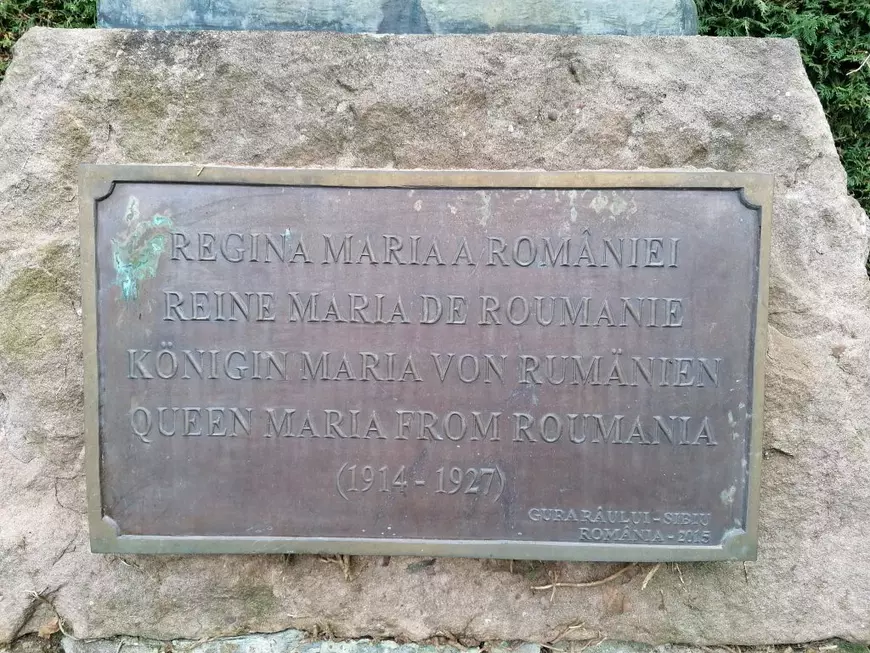 REGINA MARIA A ROMÂNIEI
REINE MARIA DE ROUMANIE
KÖNIGIN MARIA VON RUMÄNIEN
QUEEN MARIA FROM ROUMANIA
(1914 - 1927)
GURA RÂULUI - SIBIU
ROMÂNIA - 2015